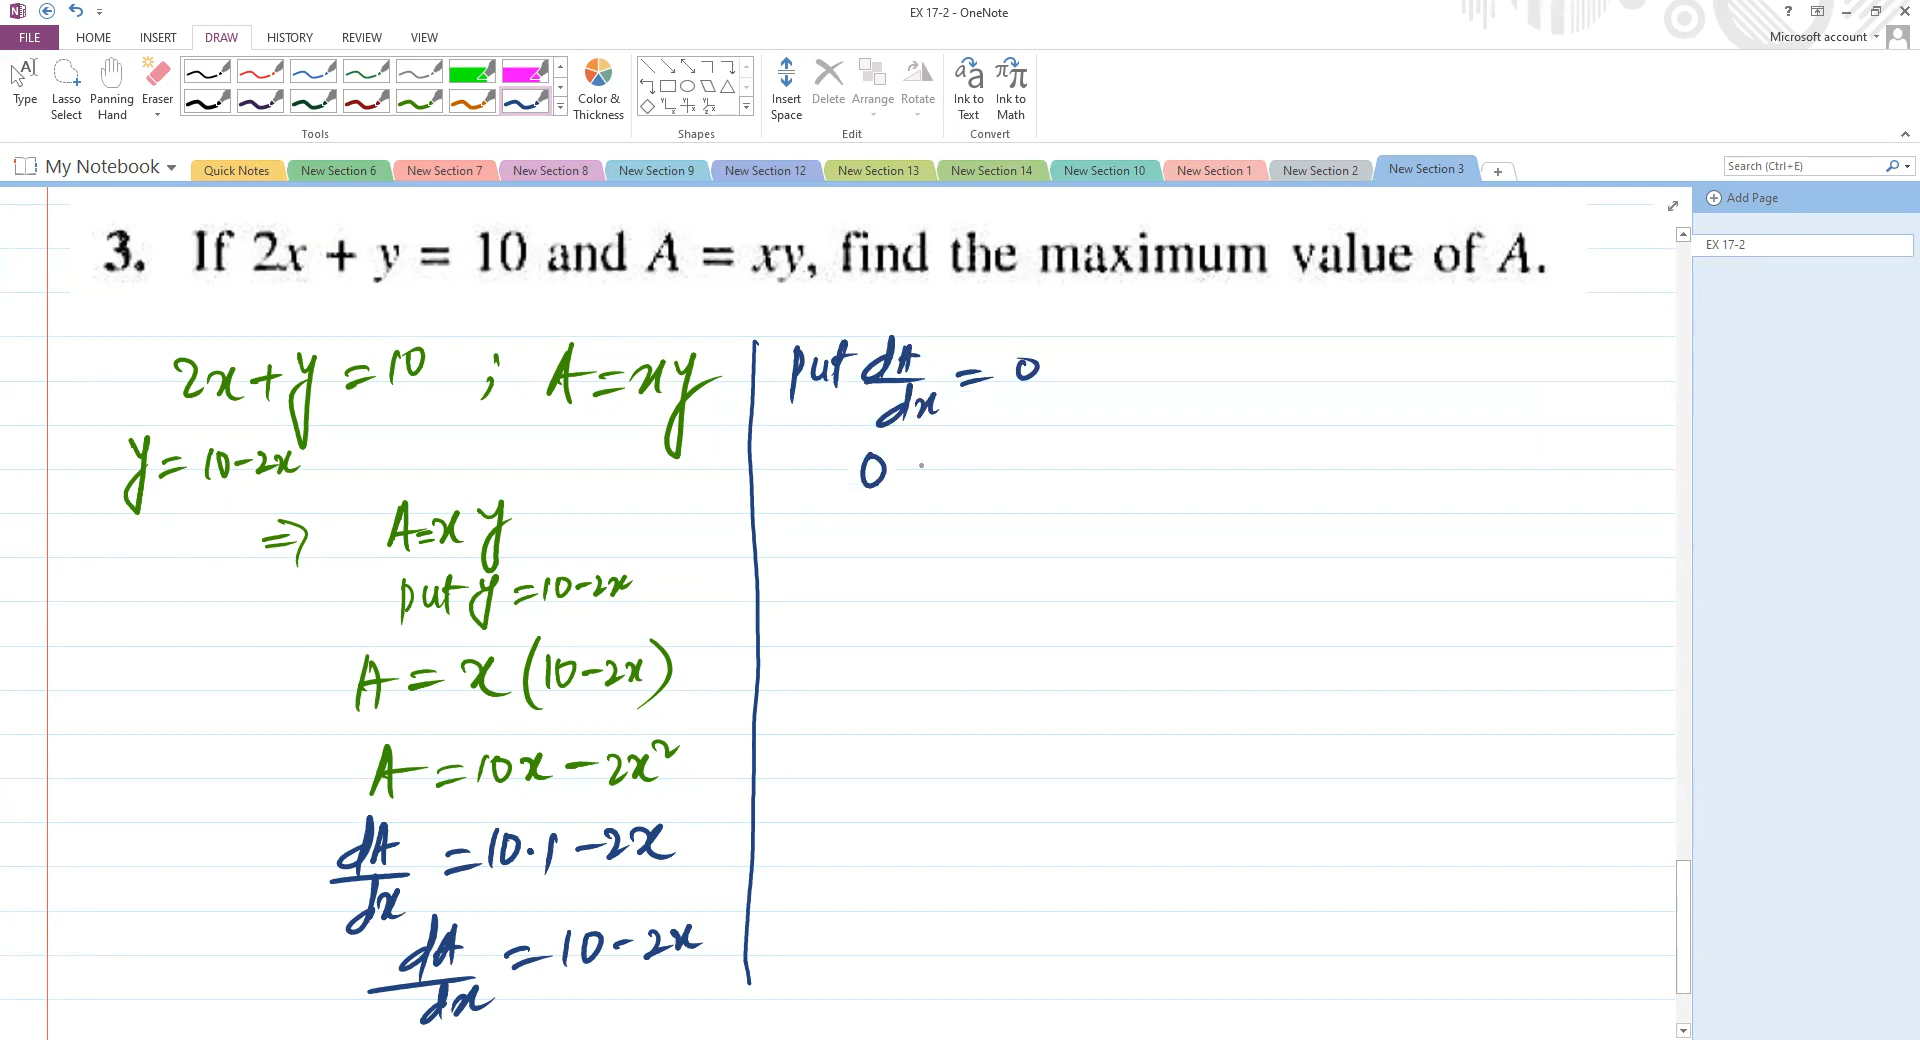 EX 17-2 - OneNote
FILE HOME INSERT DRAW HISTORY REVIEW VIEW
Microsoft account
Type
Lasso Select
Panning Hand
Eraser
Color & Thickness
Insert Space
Delete
Arrange
Rotate
Ink to Text
Ink to Math
Tools
Shapes
Edit
Convert
My Notebook
Quick Notes
New Section 6
New Section 7
New Section 8
New Section 9
New Section 12
New Section 13
New Section 14
New Section 10
New Section 1
New Section 2
New Section 3
Search (Ctrl+E)
Add Page
EX 17-2
3. If 2x + y = 10 and A = xy, find the maximum value of A.
2x+y=10 ; A=xy
y=10-2x
⇒ A=xy
put y=10-2x
A=x(10-2x)
A=10x-2x²
dA/dx =10·1-2x
dA/dx =10-2x
put dA/dx = 0
0